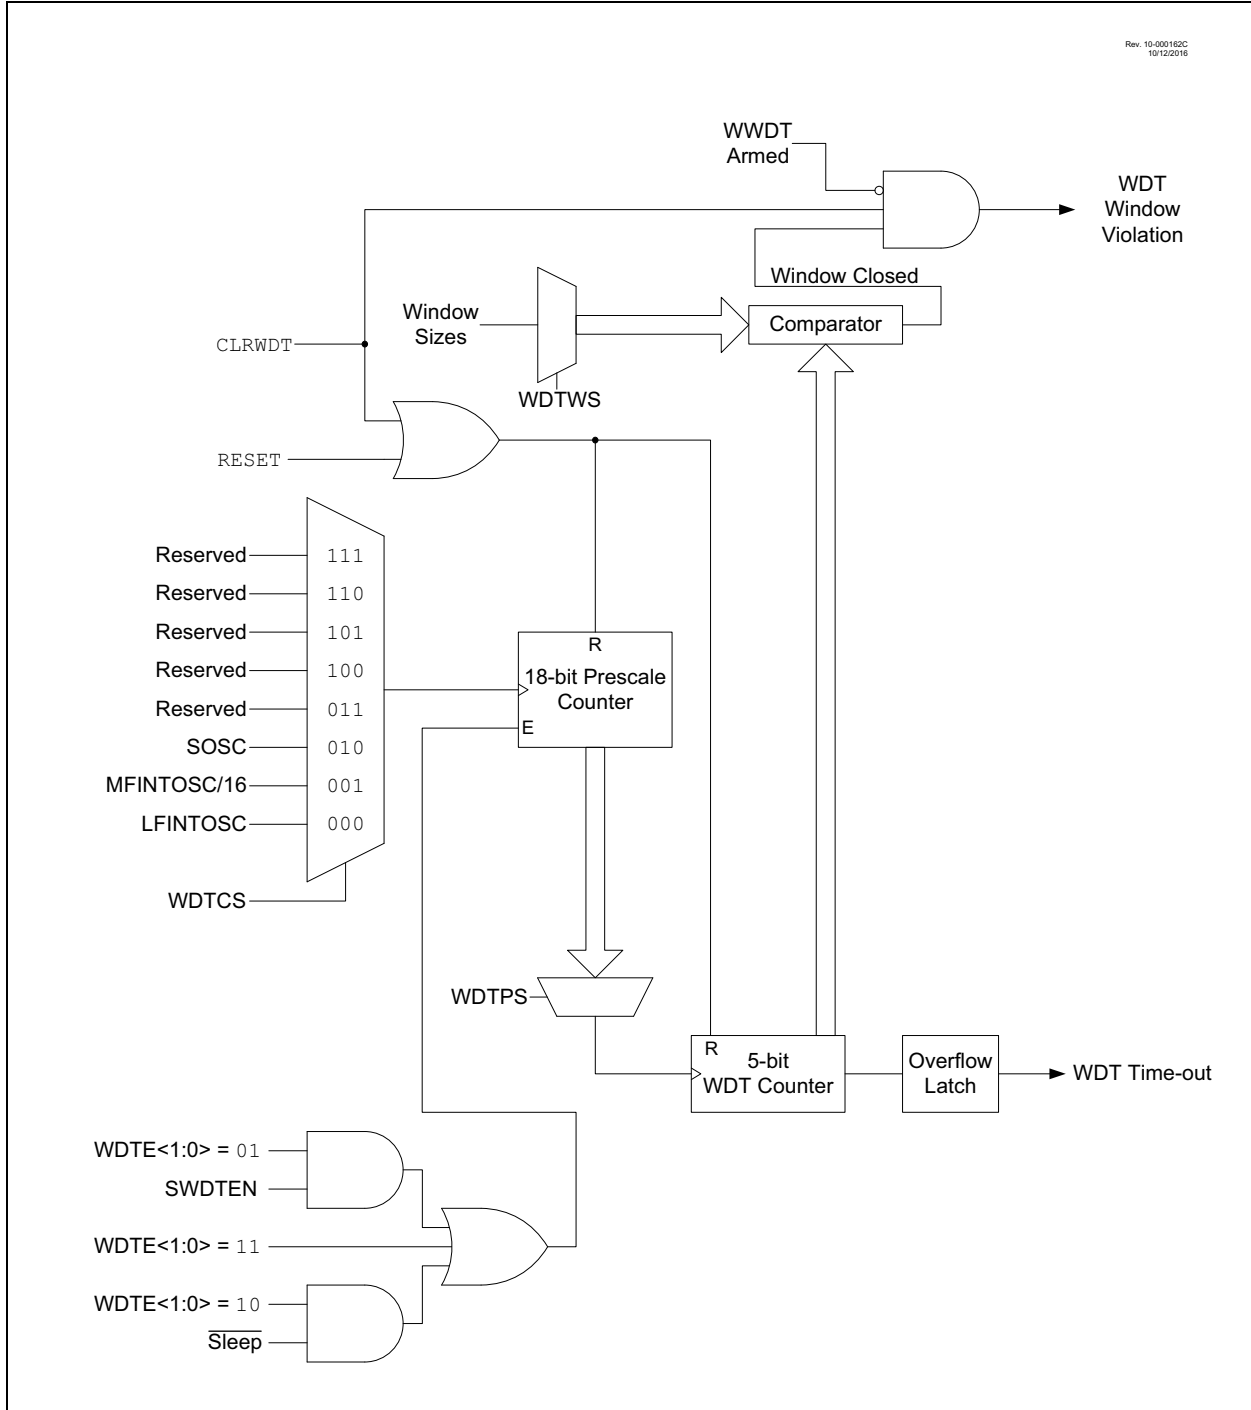 Rev. 10-000162C
10/12/2016
WWDT
Armed
WDT
Window
Violation
Window Closed
Window
Sizes
Comparator
CLRWDT
WDTWS
RESET
Reserved 111
Reserved 110
Reserved 101
Reserved 100
Reserved 011
SOSC 010
MFINTOSC/16 001
LFINTOSC 000
WDTCS
R
18-bit Prescale
Counter
E
WDTPS
R
5-bit
WDT Counter
Overflow
Latch
WDT Time-out
WDTE<1:0> = 01
SWDTEN
WDTE<1:0> = 11
WDTE<1:0> = 10
Sleep